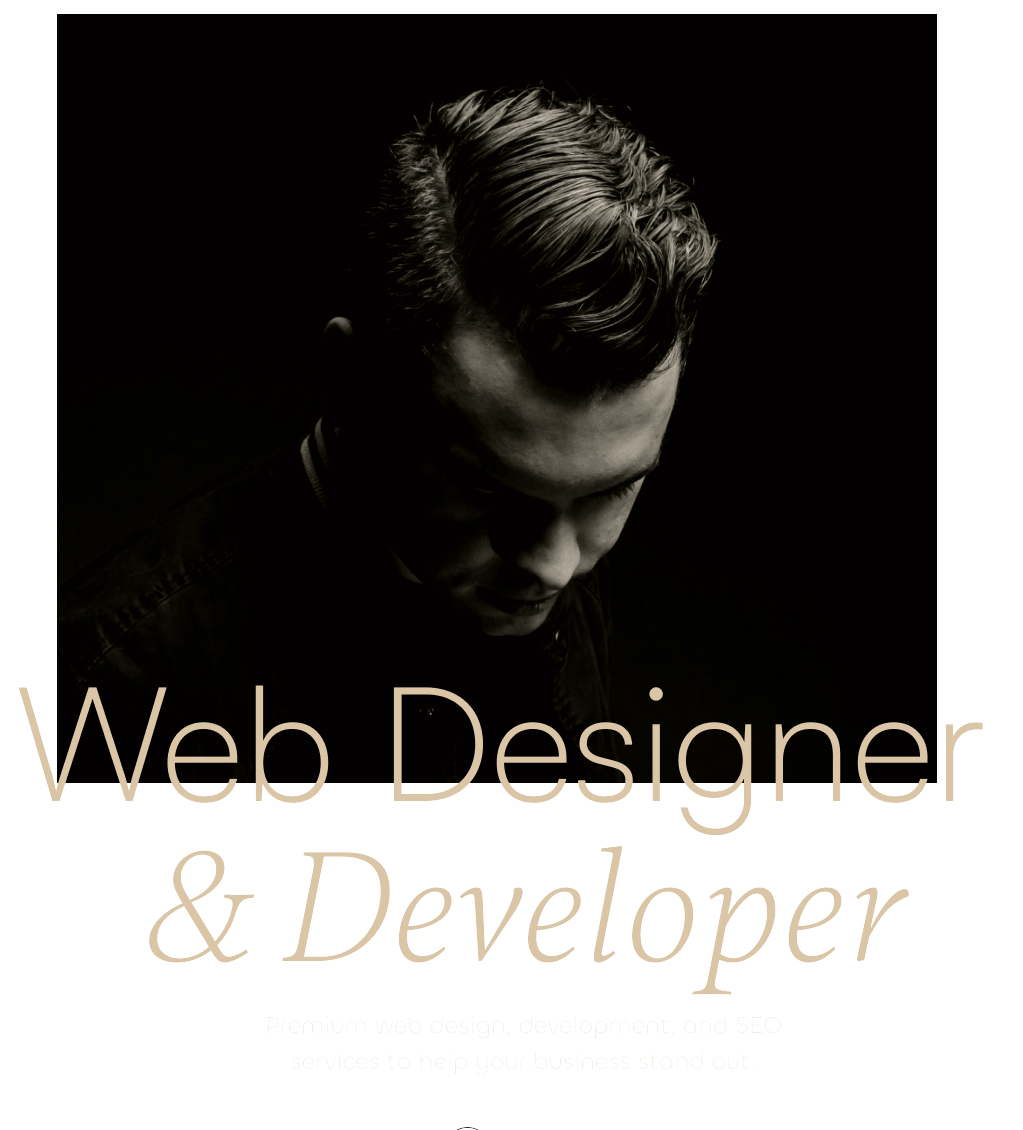 Web Designer
& Developer
Premium web design, development, and SEO
services to help your business stand out.